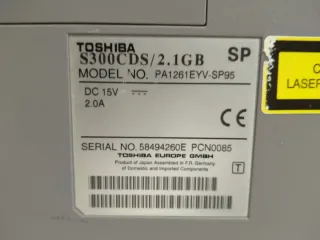 TOSHIBA
S300CDS/2.1GB SP
MODEL NO. PA1261EYV-SP95
DC 15V
2.0A
CE
SERIAL NO. 58494260E PCN0085
TOSHIBA EUROPE GMBH
Product of Japan Assembled in F.R. Germany
of Domestic and Imported Components
T
C
LASER